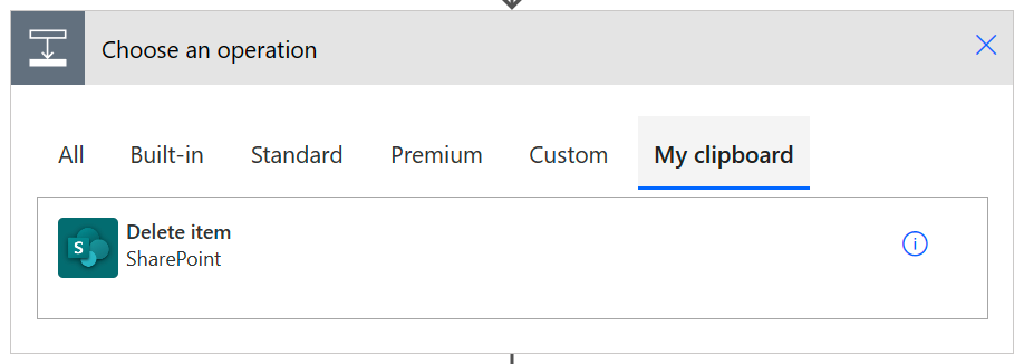 Choose an operation
All Built-in Standard Premium Custom My clipboard
S Delete item
SharePoint